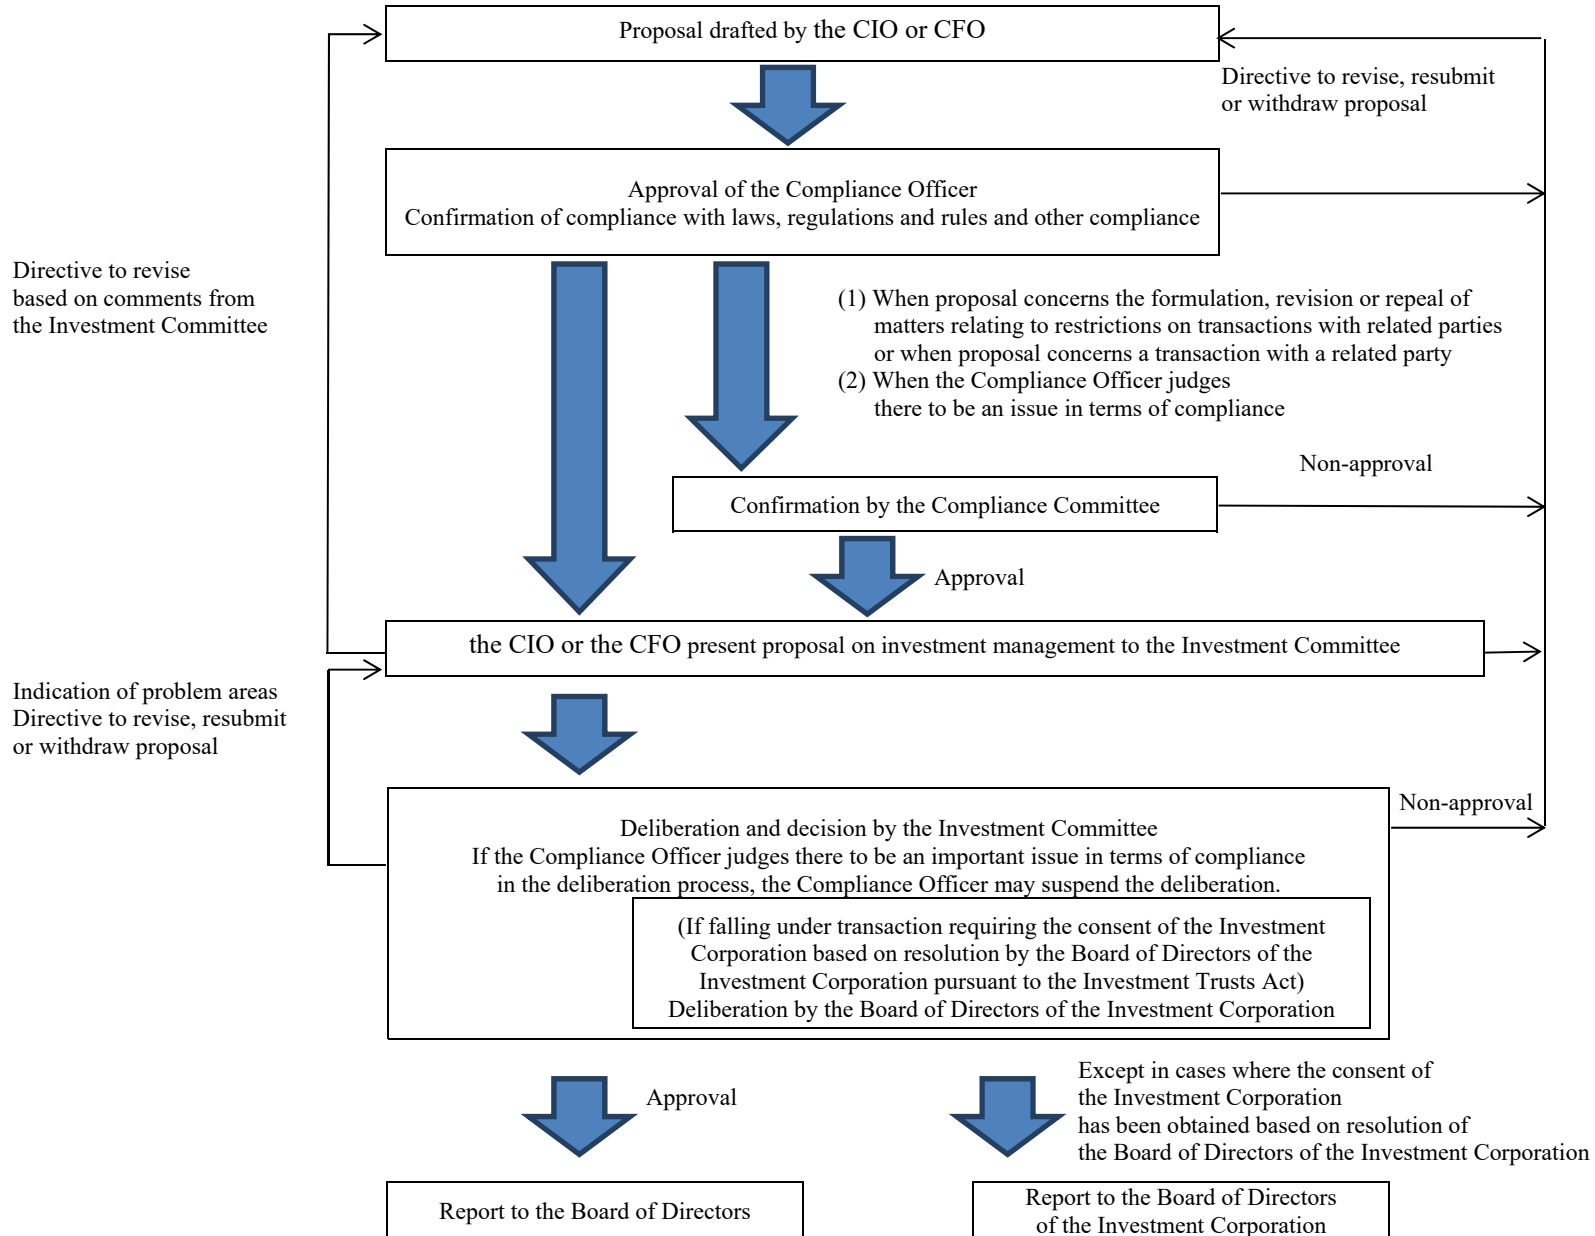 Proposal drafted by the CIO or CFO
Directive to revise, resubmit
or withdraw proposal
Approval of the Compliance Officer
Confirmation of compliance with laws, regulations and rules and other compliance
Directive to revise
based on comments from
the Investment Committee
(1) When proposal concerns the formulation, revision or repeal of
matters relating to restrictions on transactions with related parties
or when proposal concerns a transaction with a related party
(2) When the Compliance Officer judges
there to be an issue in terms of compliance
Non-approval
Confirmation by the Compliance Committee
Approval
the CIO or the CFO present proposal on investment management to the Investment Committee
Indication of problem areas
Directive to revise, resubmit
or withdraw proposal
Non-approval
Deliberation and decision by the Investment Committee
If the Compliance Officer judges there to be an important issue in terms of compliance
in the deliberation process, the Compliance Officer may suspend the deliberation.
(If falling under transaction requiring the consent of the Investment
Corporation based on resolution by the Board of Directors of the
Investment Corporation pursuant to the Investment Trusts Act)
Deliberation by the Board of Directors of the Investment Corporation
Approval
Except in cases where the consent of
the Investment Corporation
has been obtained based on resolution of
the Board of Directors of the Investment Corporation
Report to the Board of Directors
Report to the Board of Directors
of the Investment Corporation